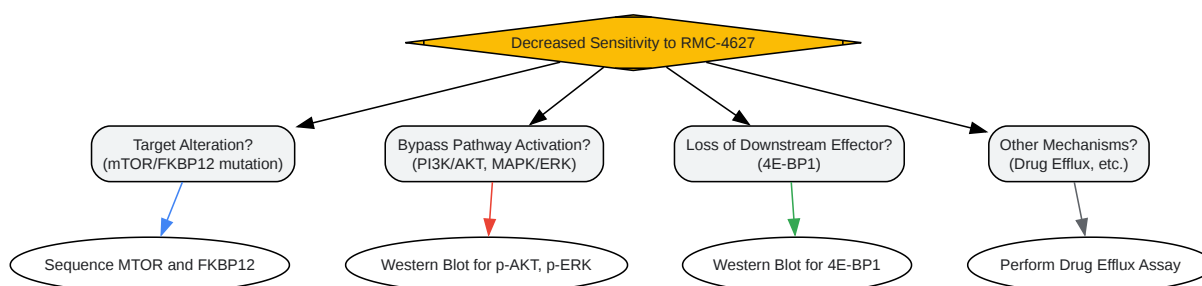 Decreased Sensitivity to RMC-4627
Target Alteration?
(mTOR/FKBP12 mutation)
Bypass Pathway Activation?
(PI3K/AKT, MAPK/ERK)
Loss of Downstream Effector?
(4E-BP1)
Other Mechanisms?
(Drug Efflux, etc.)
Sequence MTOR and FKBP12
Western Blot for p-AKT, p-ERK
Western Blot for 4E-BP1
Perform Drug Efflux Assay